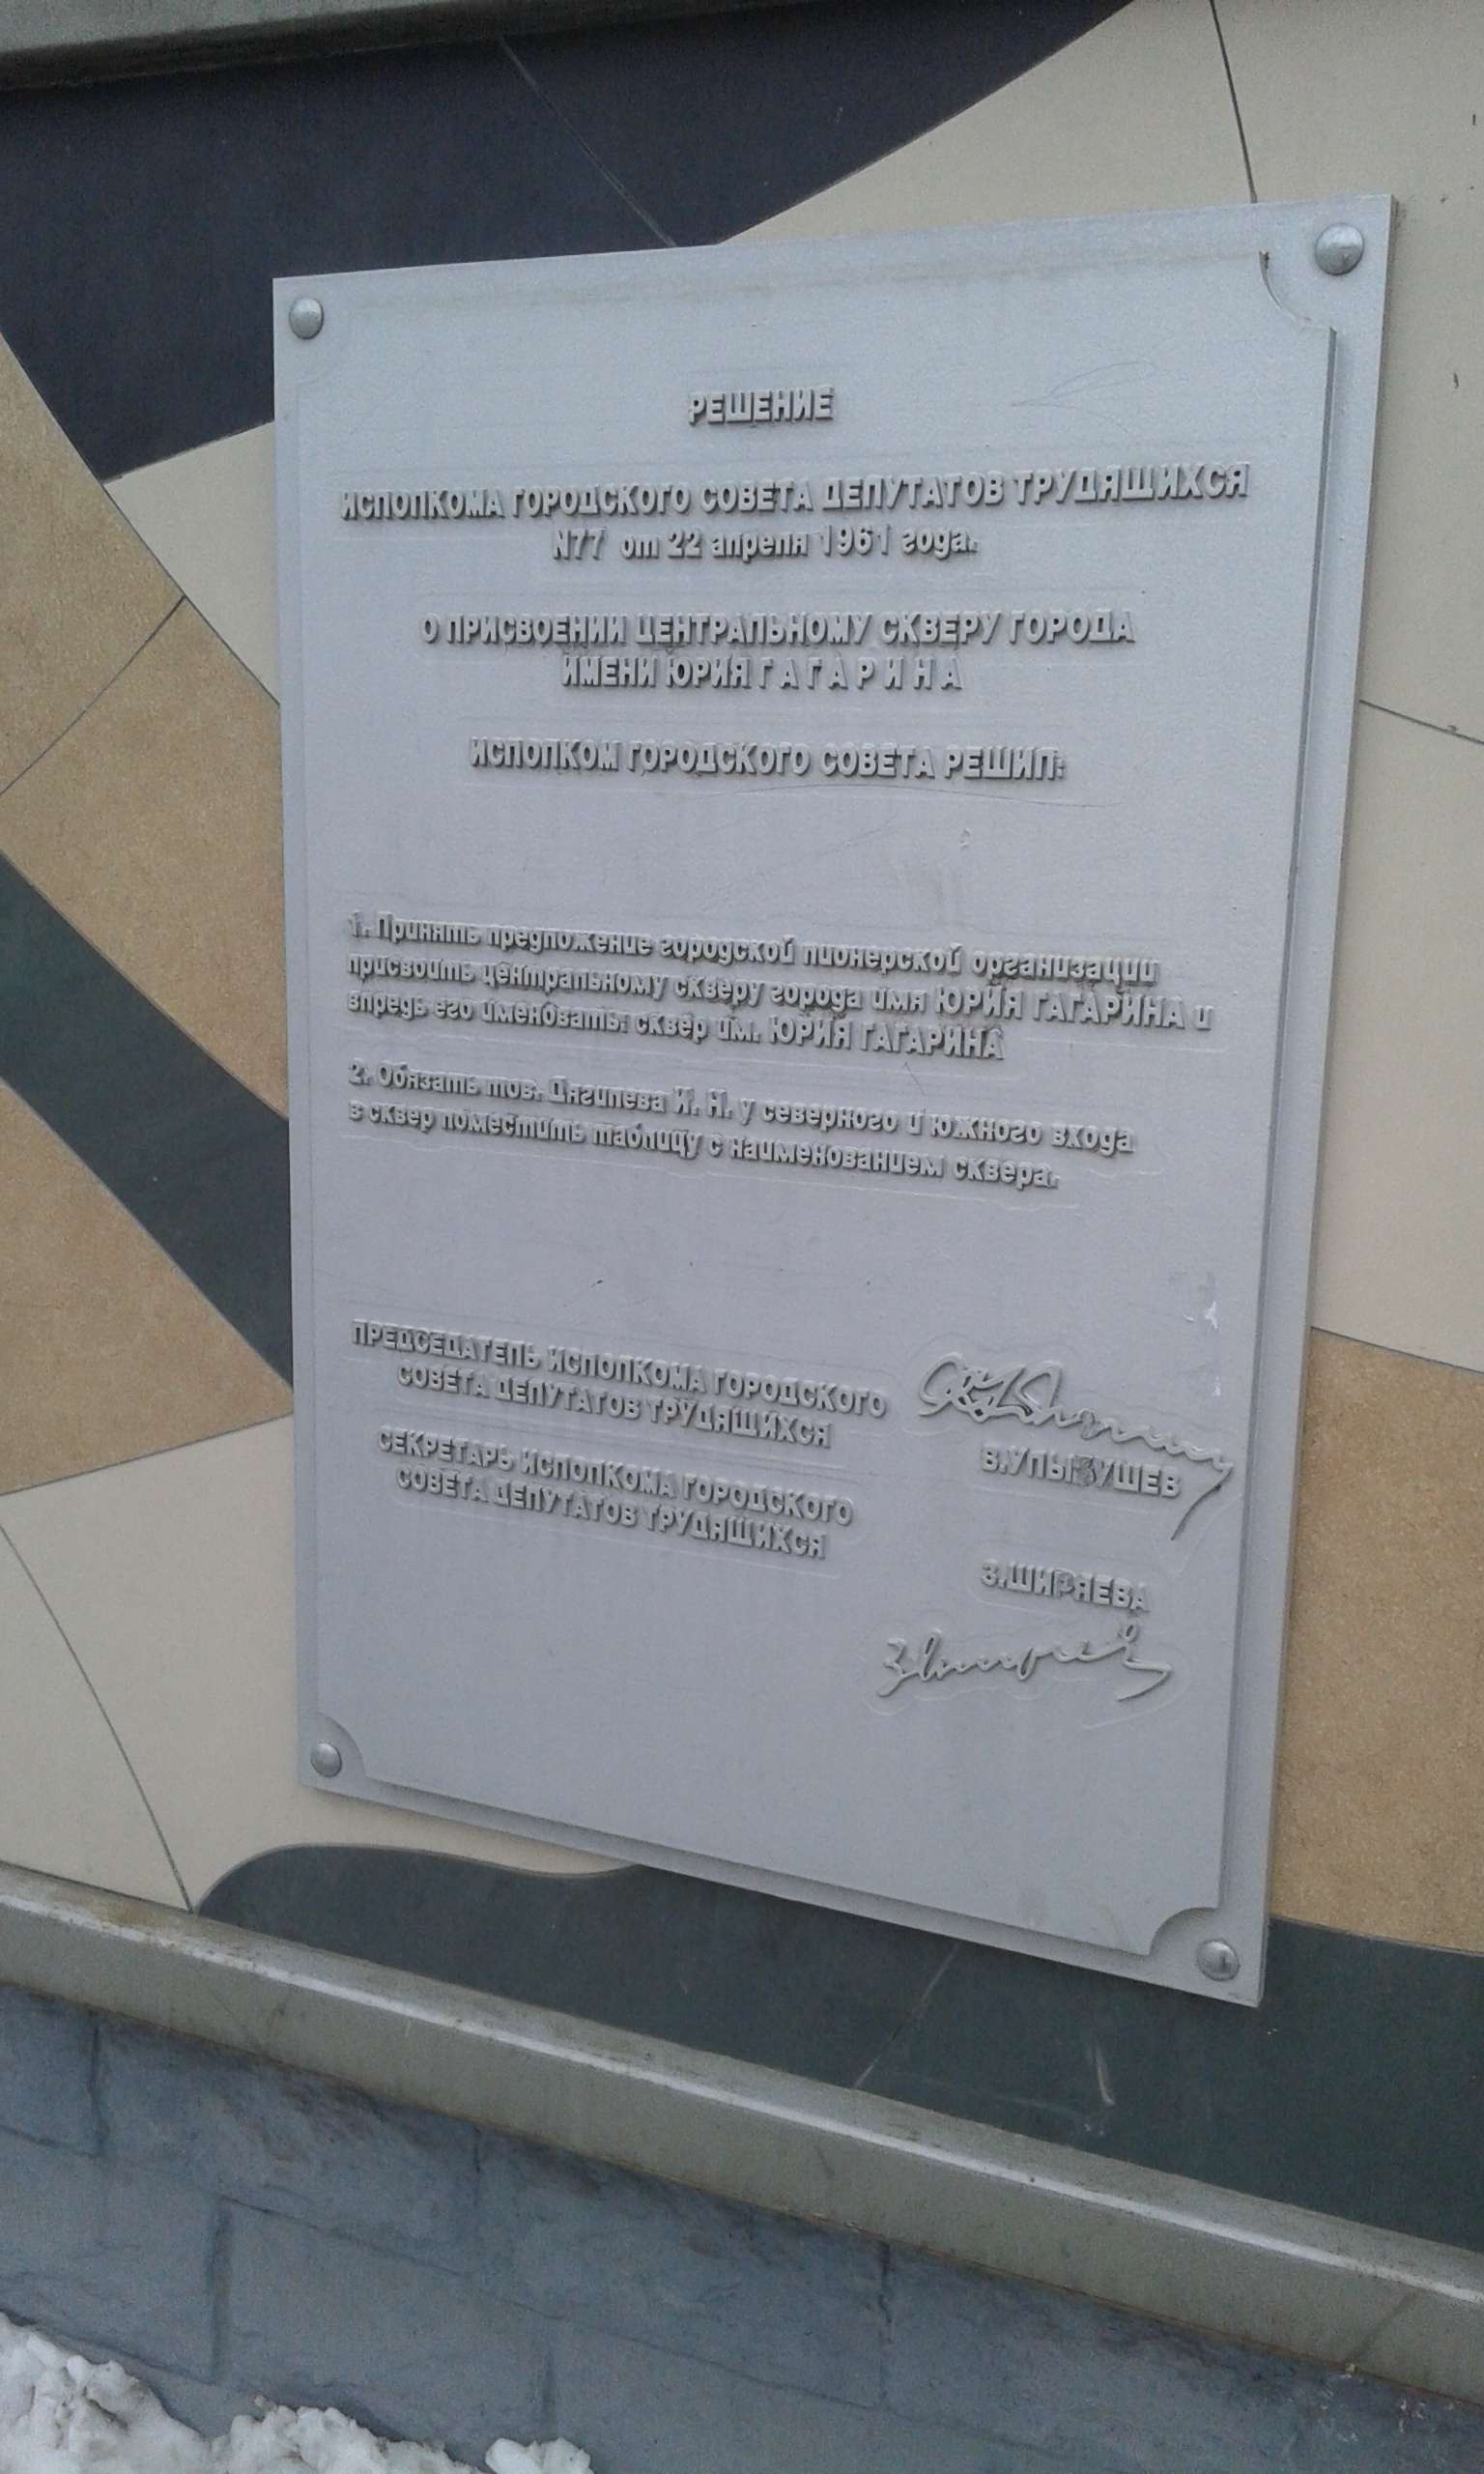 РЕШЕНИЕ
ИСПОЛКОМА ГОРОДСКОГО СОВЕТА ДЕПУТАТОВ ТРУДЯЩИХСЯ
N77 от 22 апреля 1961 года.
О ПРИСВОЕНИИ ЦЕНТРАЛЬНОМУ СКВЕРУ ГОРОДА
ИМЕНИ ЮРИЯ ГАГАРИНА
ИСПОЛКОМ ГОРОДСКОГО СОВЕТА РЕШИЛ:
1. Принять предложение городской пионерской организации
присвоить центральному скверу города имя ЮРИЯ ГАГАРИНА и
впредь его именовать: сквер им. ЮРИЯ ГАГАРИНА
2. Обязать тов. Дягилева И. Н. у северного и южного входа
в сквер поместить таблицу с наименованием сквера.
ПРЕДСЕДАТЕЛЬ ИСПОЛКОМА ГОРОДСКОГО
СОВЕТА ДЕПУТАТОВ ТРУДЯЩИХСЯ
В.УЛЫБУШЕВ
СЕКРЕТАРЬ ИСПОЛКОМА ГОРОДСКОГО
СОВЕТА ДЕПУТАТОВ ТРУДЯЩИХСЯ
З.ШИРЯЕВА